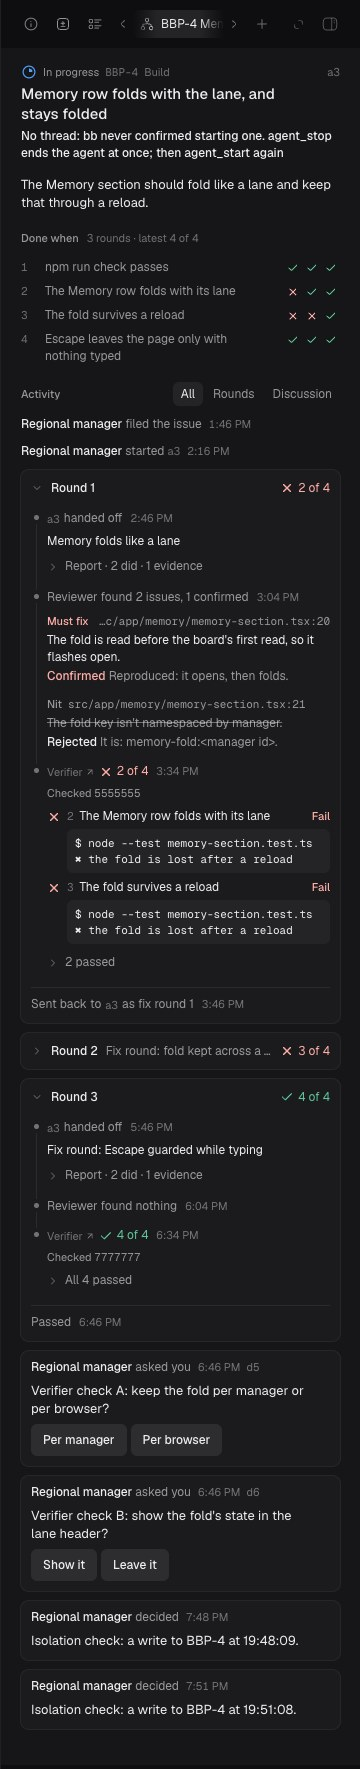 BBP-4 Mer
In progress BBP-4 Build a3
Memory row folds with the lane, and
stays folded
No thread: bb never confirmed starting one. agent_stop
ends the agent at once; then agent_start again
The Memory section should fold like a lane and keep
that through a reload.
Done when 3 rounds · latest 4 of 4
1 npm run check passes ✓ ✓ ✓
2 The Memory row folds with its lane × ✓ ✓
3 The fold survives a reload × × ✓
4 Escape leaves the page only with ✓ ✓ ✓
nothing typed
Activity All Rounds Discussion
Regional manager filed the issue 1:46 PM
Regional manager started a3 2:16 PM
Round 1 × 2 of 4
a3 handed off 2:46 PM
Memory folds like a lane
Report · 2 did · 1 evidence
Reviewer found 2 issues, 1 confirmed 3:04 PM
Must fix …c/app/memory/memory-section.tsx:20
The fold is read before the board's first read, so it
flashes open.
Confirmed Reproduced: it opens, then folds.
Nit src/app/memory/memory-section.tsx:21
The fold key isn't namespaced by manager.
Rejected It is: memory-fold:<manager id>.
Verifier ↗ × 2 of 4 3:34 PM
Checked 5555555
× 2 The Memory row folds with its lane Fail
$ node --test memory-section.test.ts
✖ the fold is lost after a reload
× 3 The fold survives a reload Fail
$ node --test memory-section.test.ts
✖ the fold is lost after a reload
2 passed
Sent back to a3 as fix round 1 3:46 PM
Round 2 Fix round: fold kept across a … × 3 of 4
Round 3 ✓ 4 of 4
a3 handed off 5:46 PM
Fix round: Escape guarded while typing
Report · 2 did · 1 evidence
Reviewer found nothing 6:04 PM
Verifier ↗ ✓ 4 of 4 6:34 PM
Checked 7777777
All 4 passed
Passed 6:46 PM
Regional manager asked you 6:46 PM d5
Verifier check A: keep the fold per manager or
per browser?
Per manager Per browser
Regional manager asked you 6:46 PM d6
Verifier check B: show the fold's state in the
lane header?
Show it Leave it
Regional manager decided 7:48 PM
Isolation check: a write to BBP-4 at 19:48:09.
Regional manager decided 7:51 PM
Isolation check: a write to BBP-4 at 19:51:08.